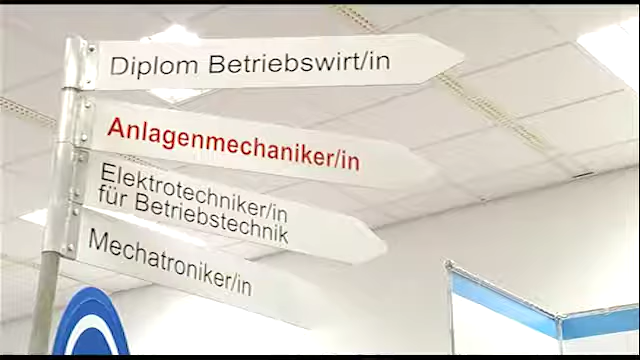 Diplom Betriebswirt/in
Anlagenmechaniker/in
Elektrotechniker/in
für Betriebstechnik
Mechatroniker/in